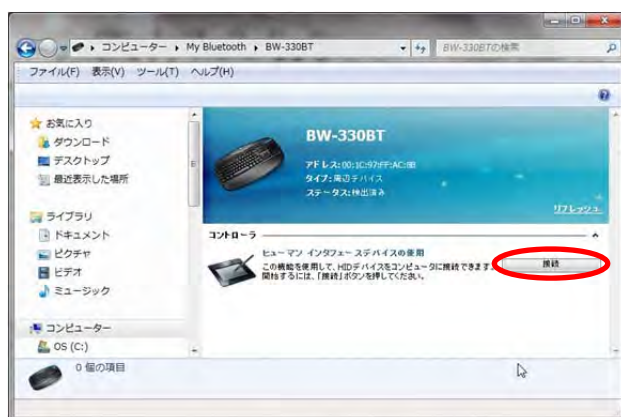 コンピューター ▸ My Bluetooth ▸ BW-330BT
BW-330BTの検索
ファイル(F) 表示(V) ツール(T) ヘルプ(H)
お気に入り
ダウンロード
デスクトップ
最近表示した場所
ライブラリ
ドキュメント
ピクチャ
ビデオ
ミュージック
コンピューター
OS (C:)
BW-330BT
アドレス:00:1C:97:FF:AC:8B
タイプ:周辺デバイス
ステータス:検出済み
リフレッシュ
コントローラ
ヒューマン インタフェースデバイスの使用
この機能を使用して、HIDデバイスをコンピュータに接続できます。
開始するには、「接続」ボタンを押してください。
接続
0 個の項目